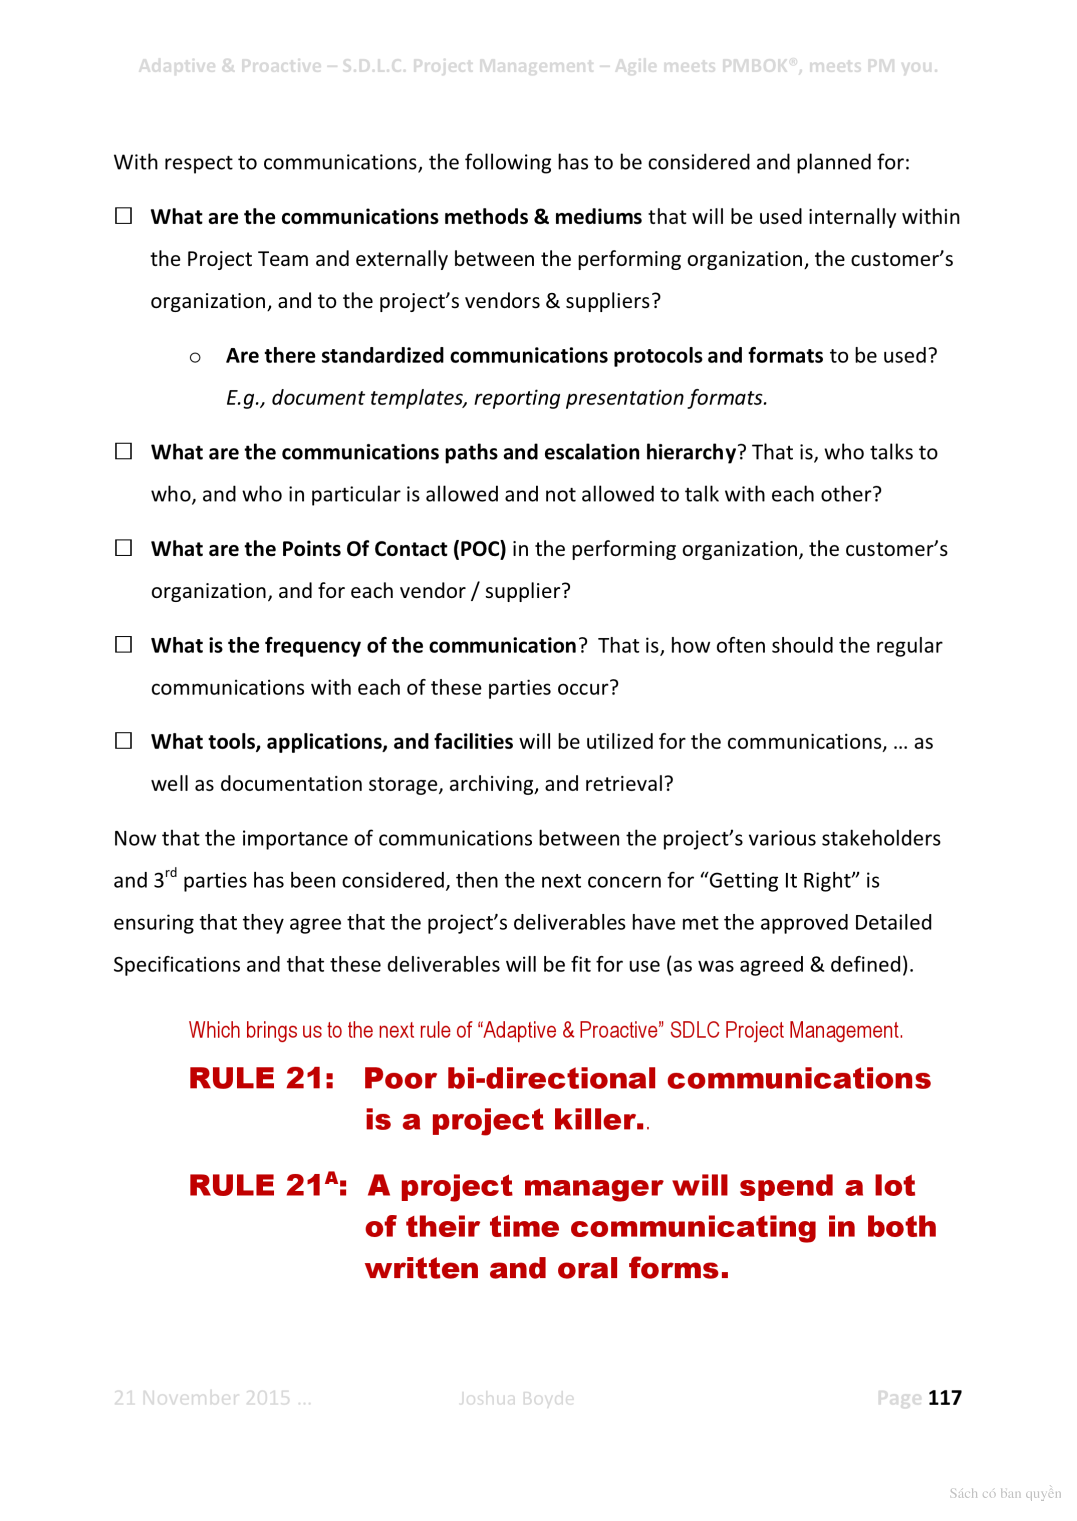 Adaptive & Proactive – S.D.L.C. Project Management – Agile meets PMBOK®, meets PM you.
With respect to communications, the following has to be considered and planned for:
☐ What are the communications methods & mediums that will be used internally within
the Project Team and externally between the performing organization, the customer’s
organization, and to the project’s vendors & suppliers?
o Are there standardized communications protocols and formats to be used?
E.g., document templates, reporting presentation formats.
☐ What are the communications paths and escalation hierarchy? That is, who talks to
who, and who in particular is allowed and not allowed to talk with each other?
☐ What are the Points Of Contact (POC) in the performing organization, the customer’s
organization, and for each vendor / supplier?
☐ What is the frequency of the communication?  That is, how often should the regular
communications with each of these parties occur?
☐ What tools, applications, and facilities will be utilized for the communications, … as
well as documentation storage, archiving, and retrieval?
Now that the importance of communications between the project’s various stakeholders
and 3rd parties has been considered, then the next concern for “Getting It Right” is
ensuring that they agree that the project’s deliverables have met the approved Detailed
Specifications and that these deliverables will be fit for use (as was agreed & defined).
Which brings us to the next rule of “Adaptive & Proactive” SDLC Project Management.
RULE 21: Poor bi-directional communications
is a project killer..
RULE 21A: A project manager will spend a lot
of their time communicating in both
written and oral forms.
21 November 2015 … Joshua Boyde Page 117
Sách có bản quyền